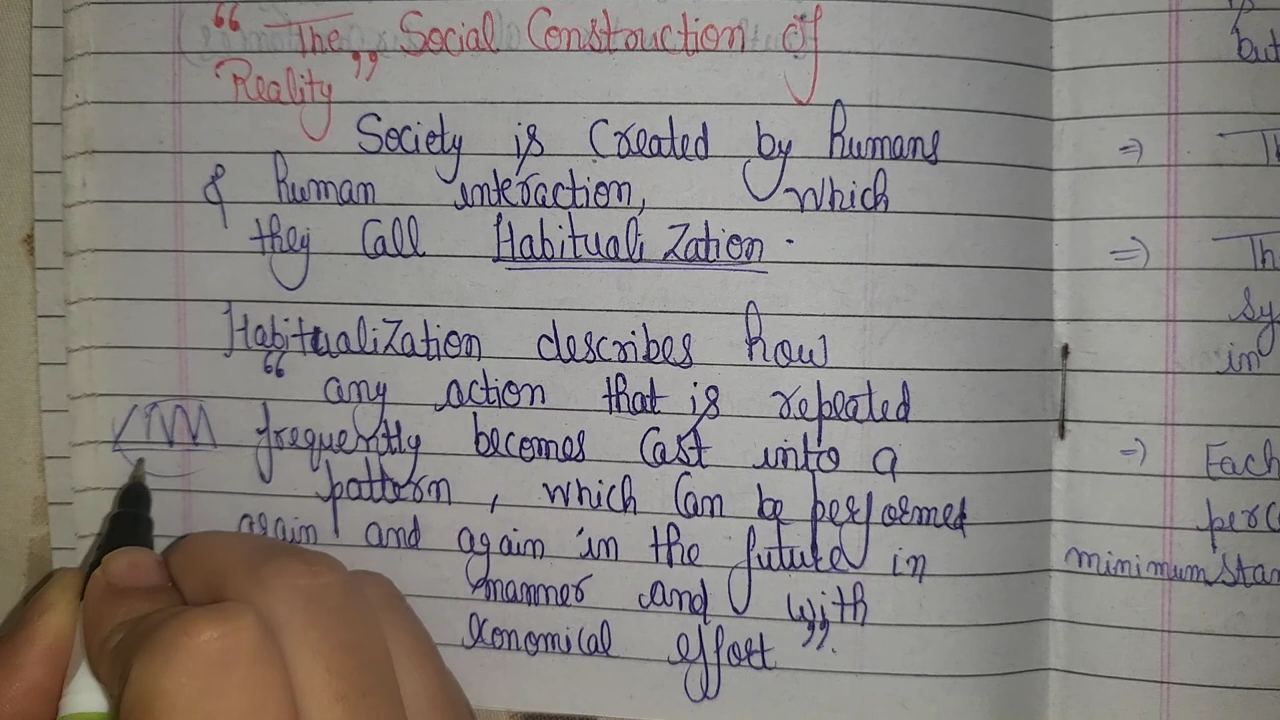 “ The ,, Social Construction of
Reality ”
Society is Created by humans
& human interaction, which
they call Habituali Zation.
HabitualiZation describes how
“ any action that is repeated
frequently becomes Cast into a
pattern, which Can be performed
again and again in the future in
manner and with
economical effort ”.
but
⇒ Th
⇒ Th
Sy
in
⇒ Each
perc
minimum Stan